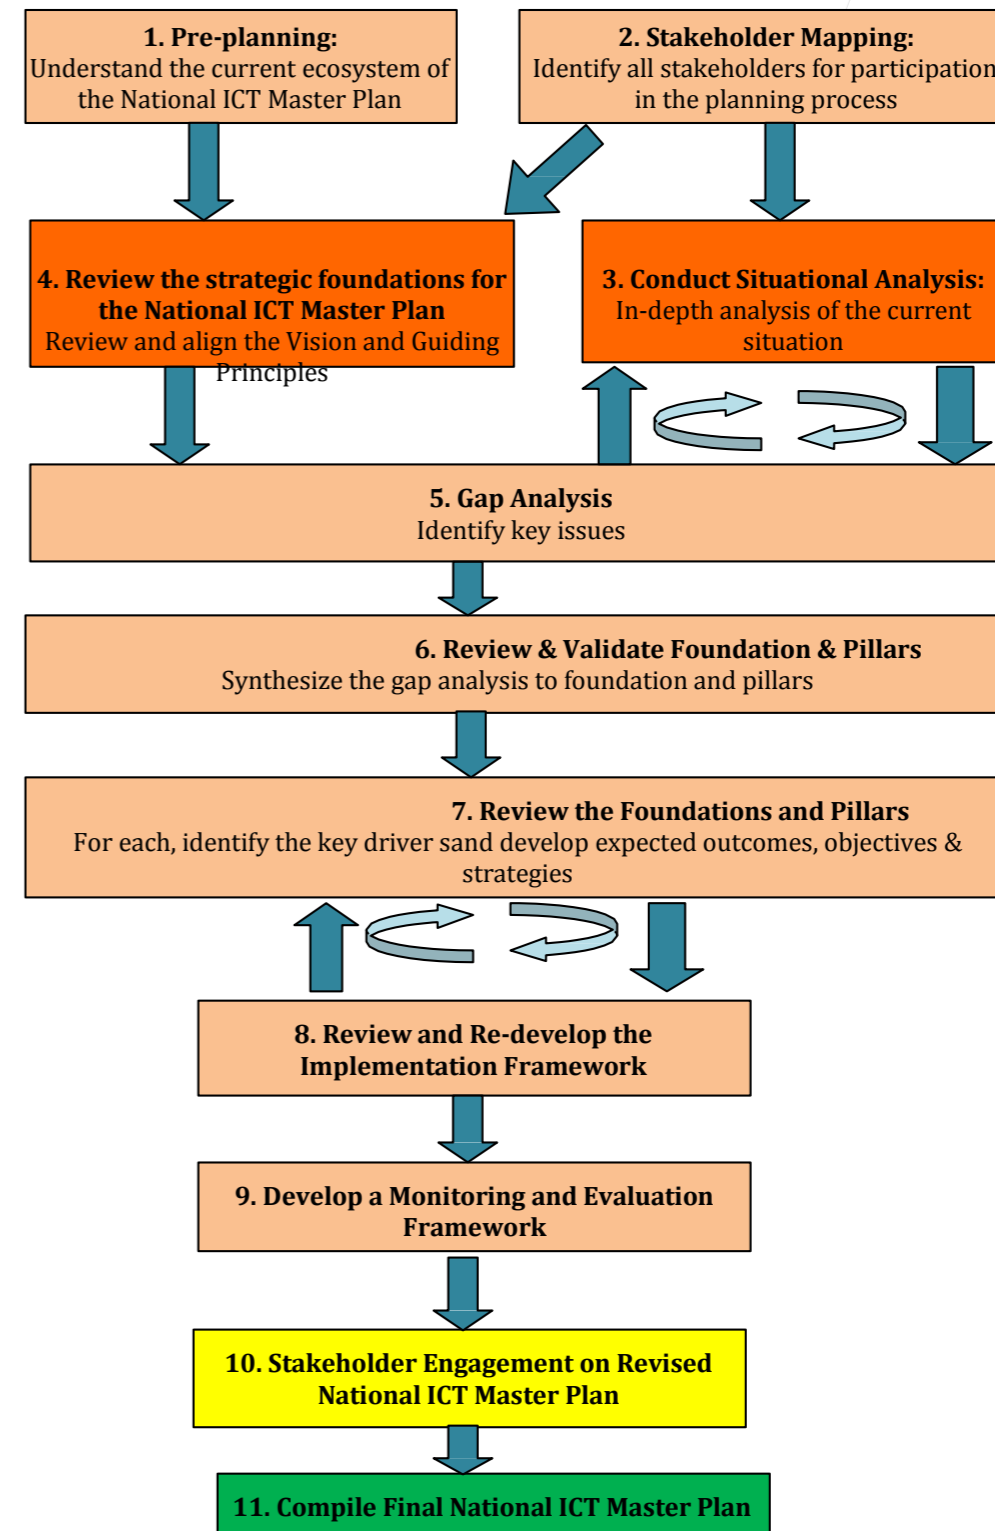 1. Pre-planning:
Understand the current ecosystem of
the National ICT Master Plan
2. Stakeholder Mapping:
Identify all stakeholders for participation
in the planning process
4. Review the strategic foundations for
the National ICT Master Plan
Review and align the Vision and Guiding
Principles
3. Conduct Situational Analysis:
In-depth analysis of the current
situation
5. Gap Analysis
Identify key issues
6. Review & Validate Foundation & Pillars
Synthesize the gap analysis to foundation and pillars
7. Review the Foundations and Pillars
For each, identify the key driver sand develop expected outcomes, objectives &
strategies
8. Review and Re-develop the
Implementation Framework
9. Develop a Monitoring and Evaluation
Framework
10. Stakeholder Engagement on Revised
National ICT Master Plan
11. Compile Final National ICT Master Plan